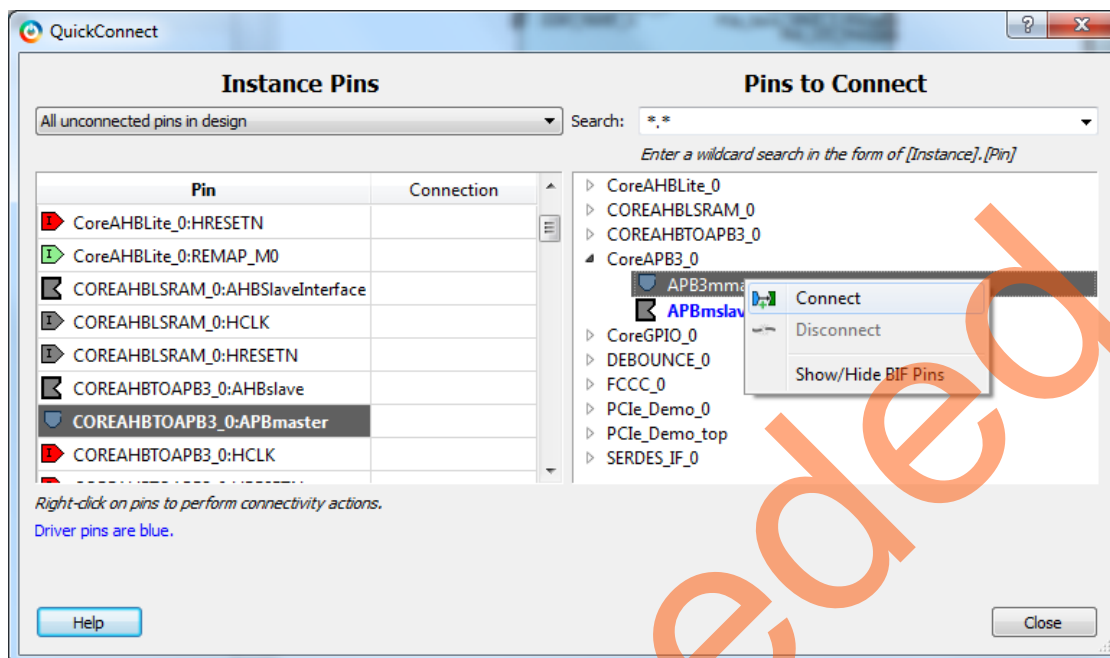 QuickConnect
Instance Pins
All unconnected pins in design
Pin Connection
CoreAHBLite_0:HRESETN
CoreAHBLite_0:REMAP_M0
COREAHBLSRAM_0:AHBSlaveInterface
COREAHBLSRAM_0:HCLK
COREAHBLSRAM_0:HRESETN
COREAHBTOAPB3_0:AHBslave
COREAHBTOAPB3_0:APBmaster
COREAHBTOAPB3_0:HCLK
Right-click on pins to perform connectivity actions.
Driver pins are blue.
Help
Pins to Connect
Search: *.*
Enter a wildcard search in the form of [Instance].[Pin]
CoreAHBLite_0
COREAHBLSRAM_0
COREAHBTOAPB3_0
CoreAPB3_0
APB3mma
APBmslav
CoreGPIO_0
DEBOUNCE_0
FCCC_0
PCIe_Demo_0
PCIe_Demo_top
SERDES_IF_0
Connect
Disconnect
Show/Hide BIF Pins
Close
eded